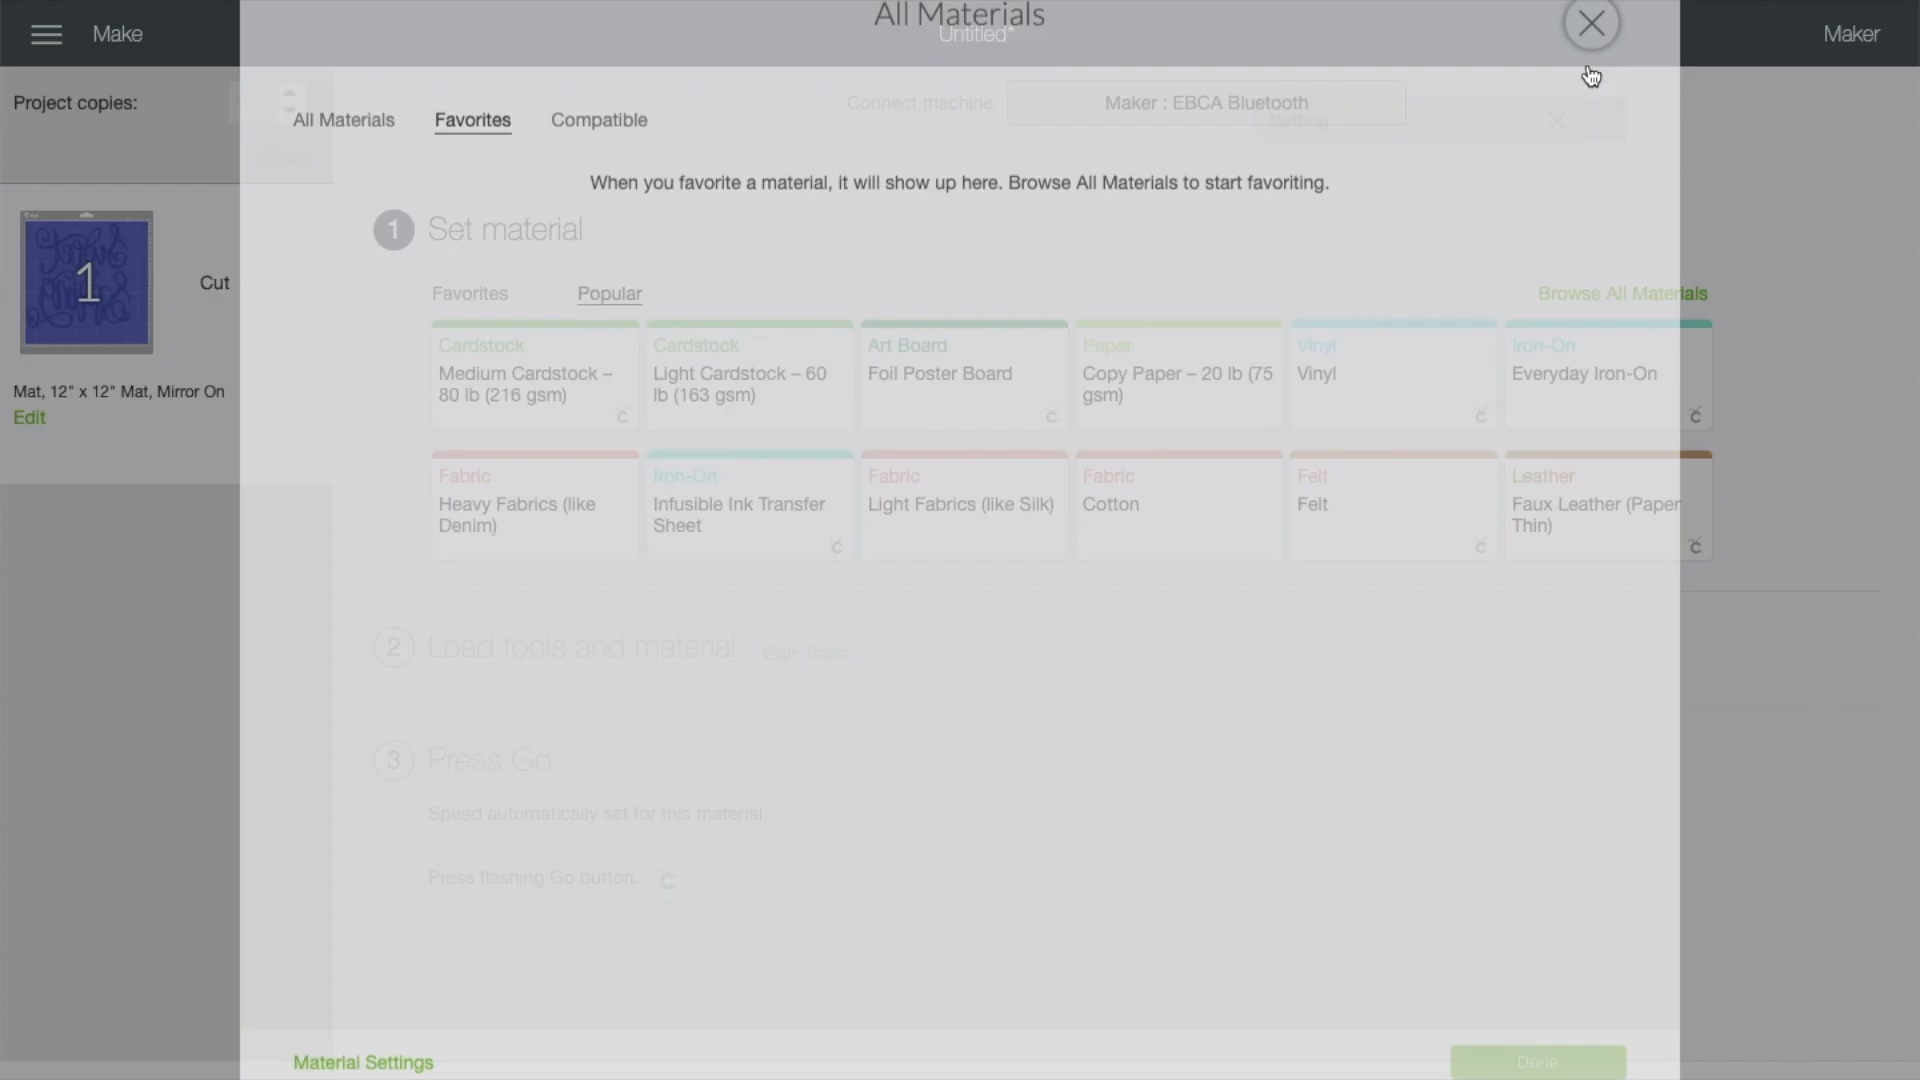 All Materials
Make
Untitled*
Maker
Project copies:
Connect machine
Maker : EBCA Bluetooth
batting
All Materials
Favorites
Compatible
When you favorite a material, it will show up here. Browse All Materials to start favoriting.
1
Set material
Favorites
Popular
Browse All Materials
Cardstock
Medium Cardstock –
80 lb (216 gsm)
Cardstock
Light Cardstock – 60
lb (163 gsm)
Art Board
Foil Poster Board
Paper
Copy Paper – 20 lb (75
gsm)
Vinyl
Vinyl
Iron-On
Everyday Iron-On
1
Cut
Mat, 12" x 12" Mat, Mirror On
Edit
Fabric
Heavy Fabrics (like
Denim)
Iron-On
Infusible Ink Transfer
Sheet
Fabric
Light Fabrics (like Silk)
Fabric
Cotton
Felt
Felt
Leather
Faux Leather (Paper
Thin)
2
Load tools and material
Edit Tools
3
Press Go
Speed automatically set for this material.
Press flashing Go button.
Material Settings
Done